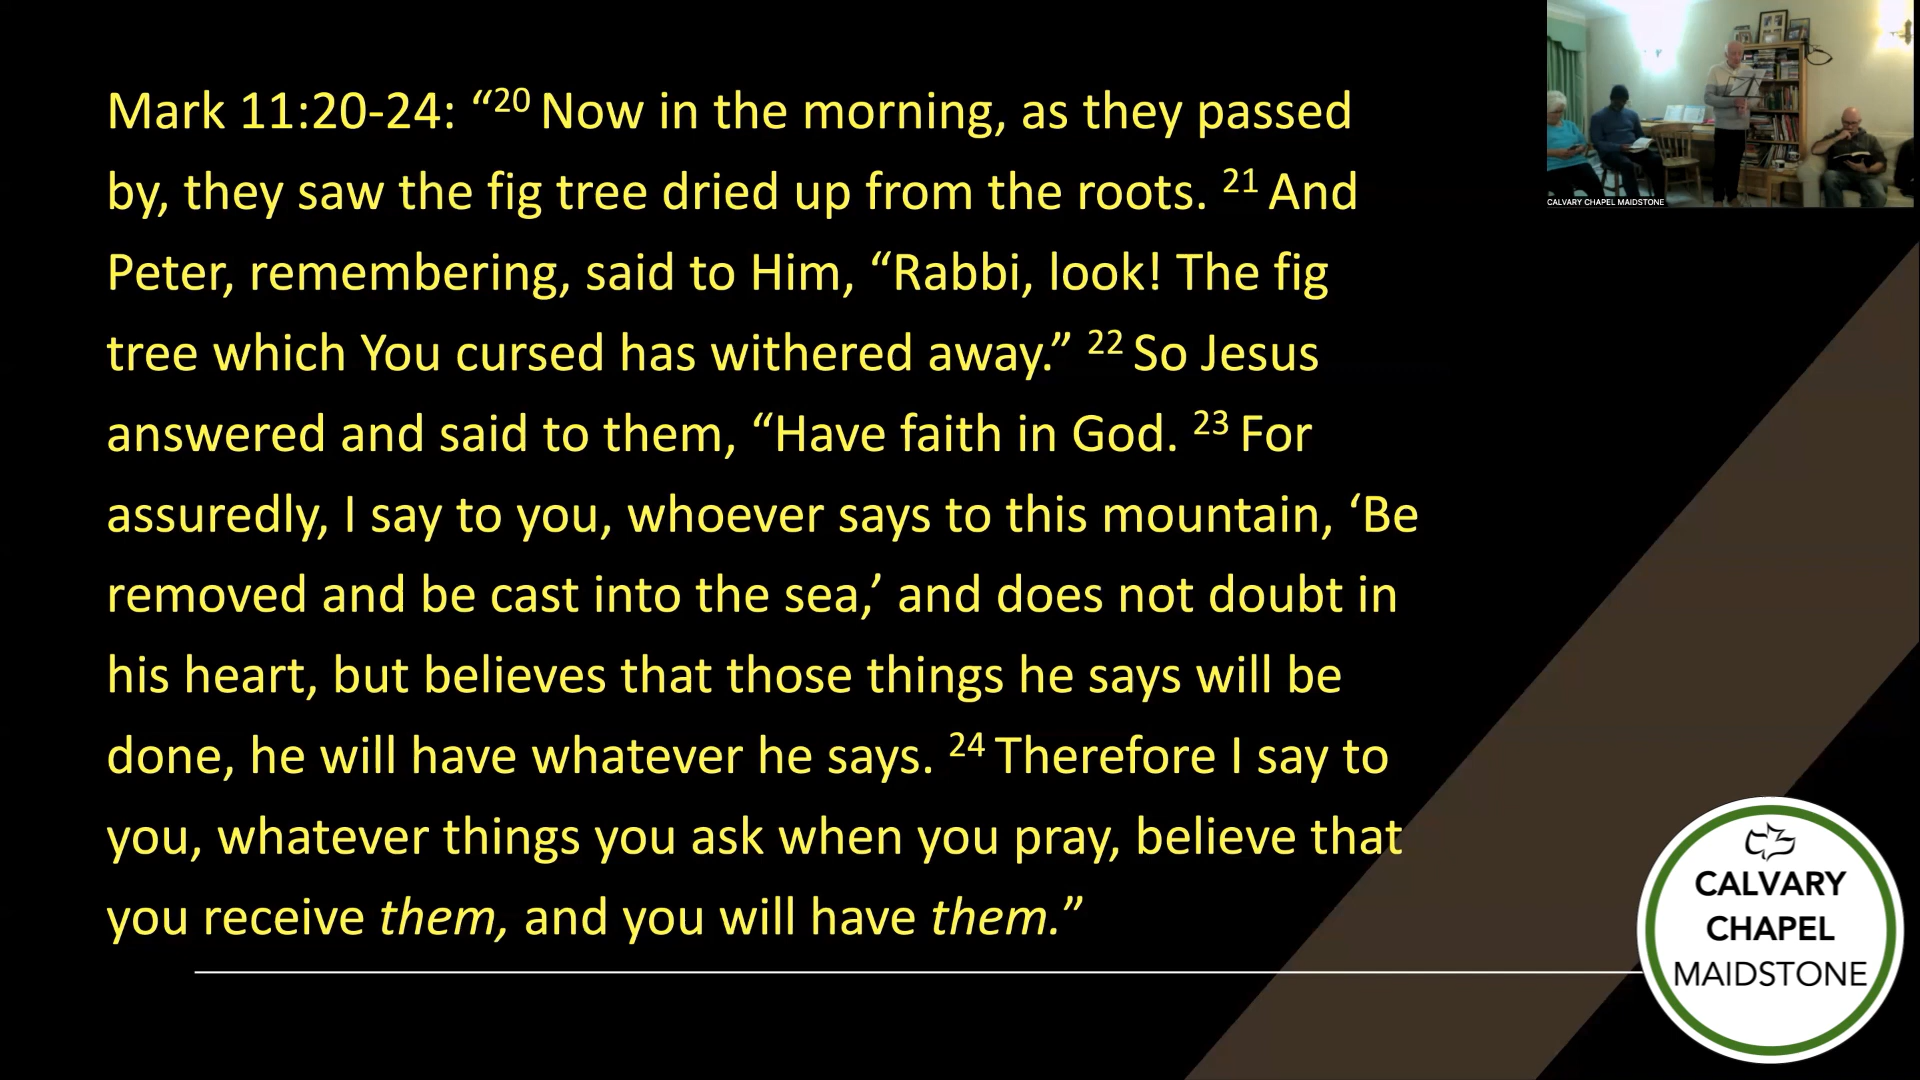 Mark 11:20-24: “20 Now in the morning, as they passed
by, they saw the fig tree dried up from the roots. 21 And
Peter, remembering, said to Him, “Rabbi, look! The fig
tree which You cursed has withered away.” 22 So Jesus
answered and said to them, “Have faith in God. 23 For
assuredly, I say to you, whoever says to this mountain, ‘Be
removed and be cast into the sea,’ and does not doubt in
his heart, but believes that those things he says will be
done, he will have whatever he says. 24 Therefore I say to
you, whatever things you ask when you pray, believe that
you receive them, and you will have them.”
CALVARY CHAPEL MAIDSTONE
CALVARY
CHAPEL
MAIDSTONE